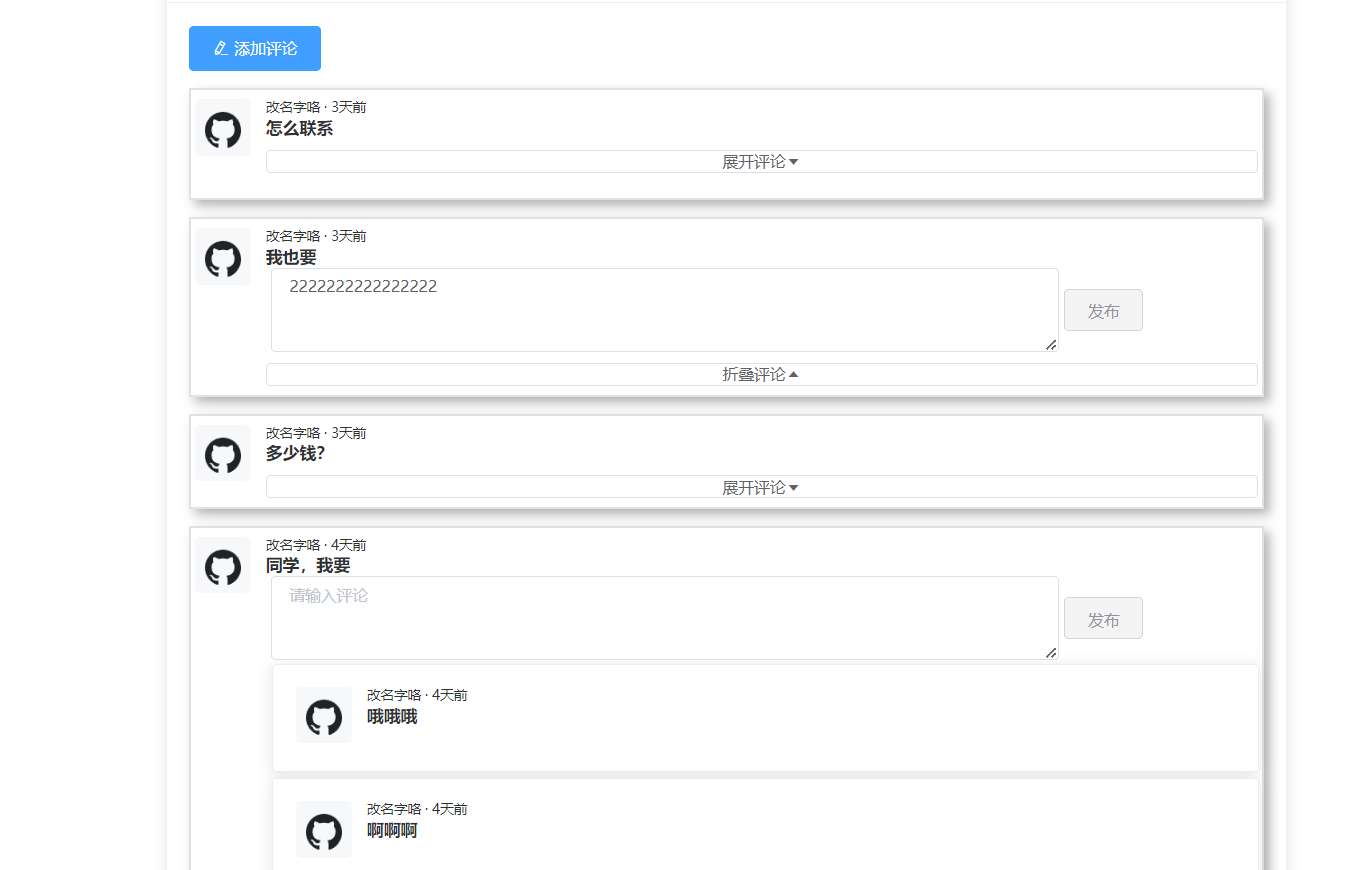 添加评论
改名字咯 · 3天前
怎么联系
展开评论
改名字咯 · 3天前
我也要
2222222222222222
发布
折叠评论
改名字咯 · 3天前
多少钱？
展开评论
改名字咯 · 4天前
同学，我要
请输入评论
发布
改名字咯 · 4天前
哦哦哦
改名字咯 · 4天前
啊啊啊